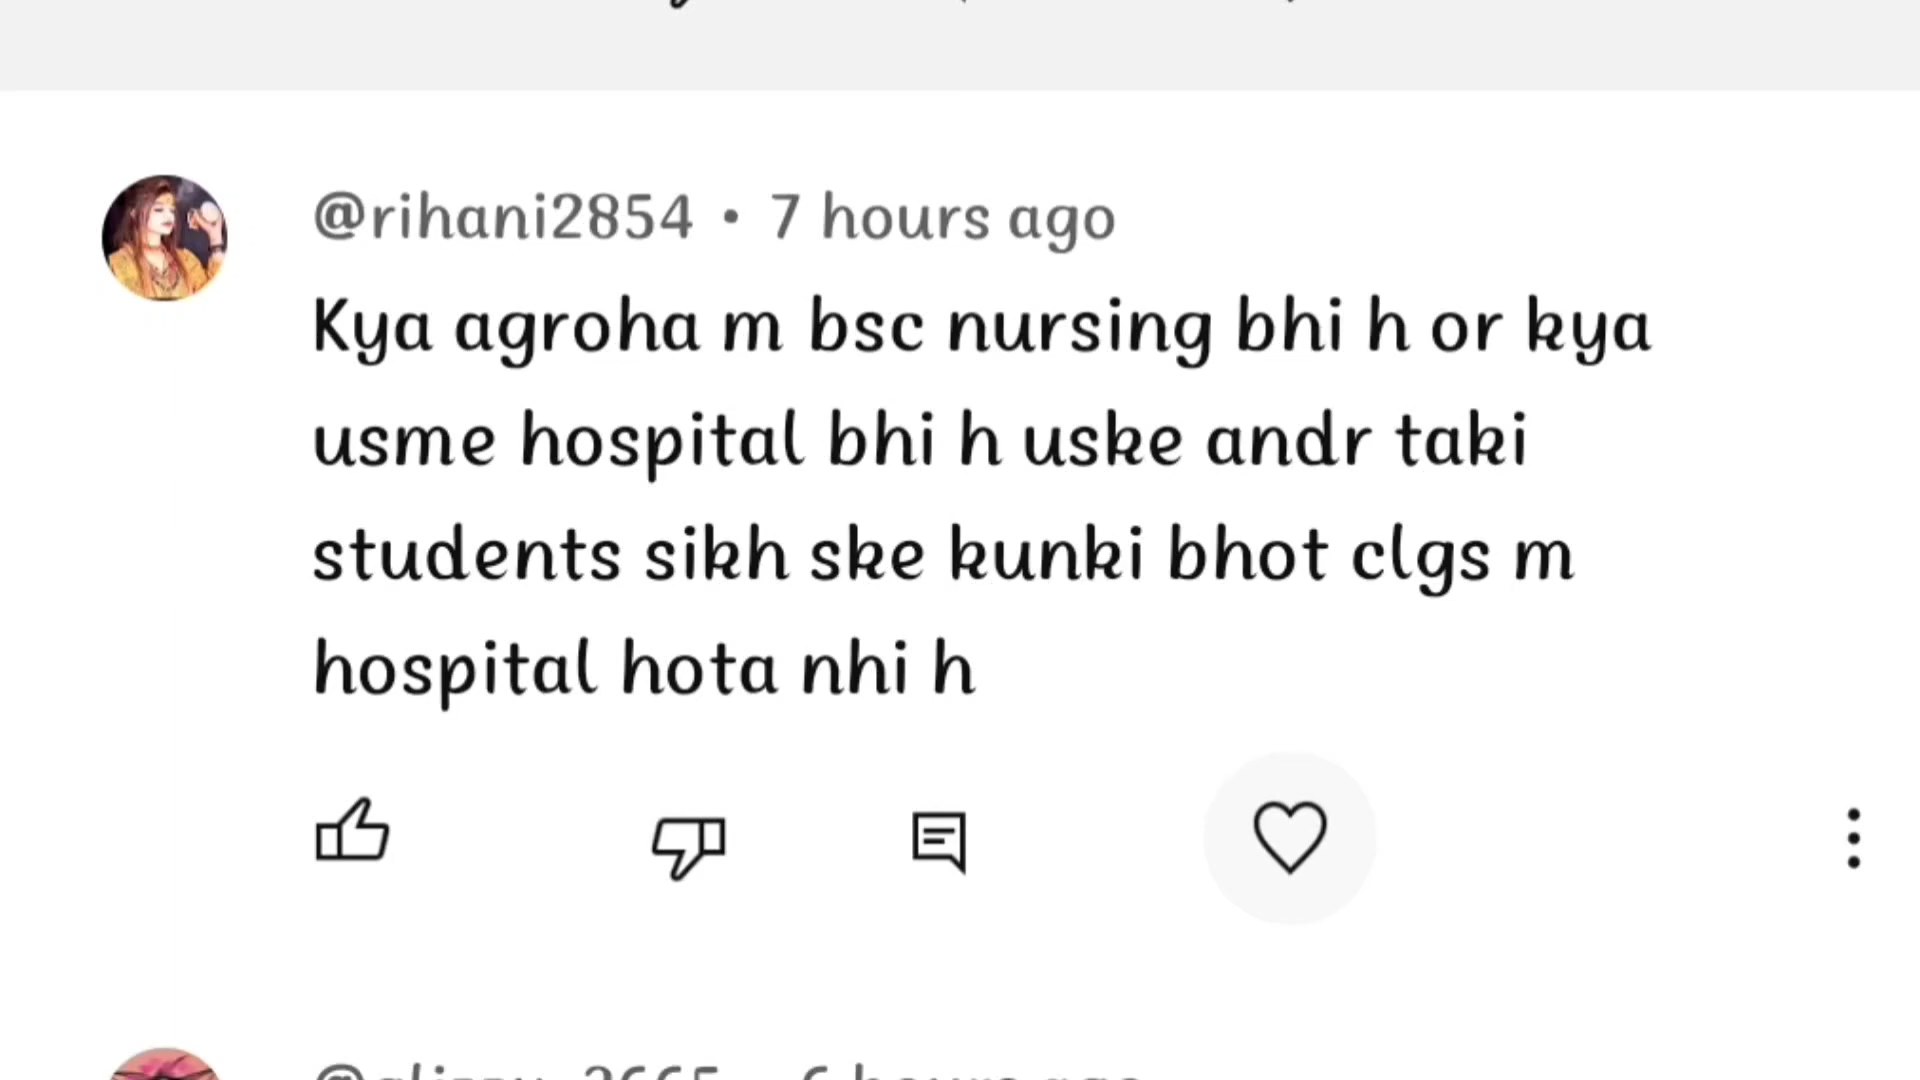 @rihani2854 • 7 hours ago
Kya agroha m bsc nursing bhi h or kya
usme hospital bhi h uske andr taki
students sikh ske kunki bhot clgs m
hospital hota nhi h